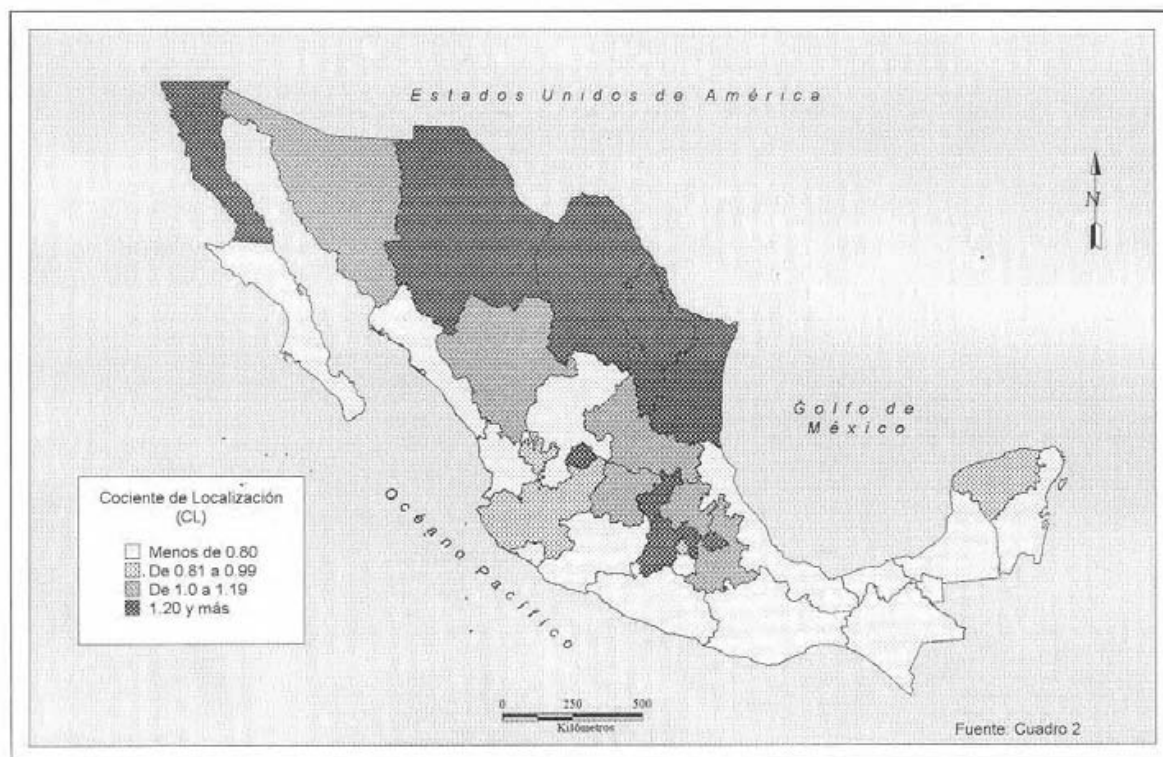 Estados Unidos de América
N
Golfo de
México
Océano Pacífico
Cociente de Localización
(CL)
Menos de 0.80
De 0.81 a 0.99
De 1.0 a 1.19
1.20 y más
0 250 500
Kilómetros
Fuente: Cuadro 2